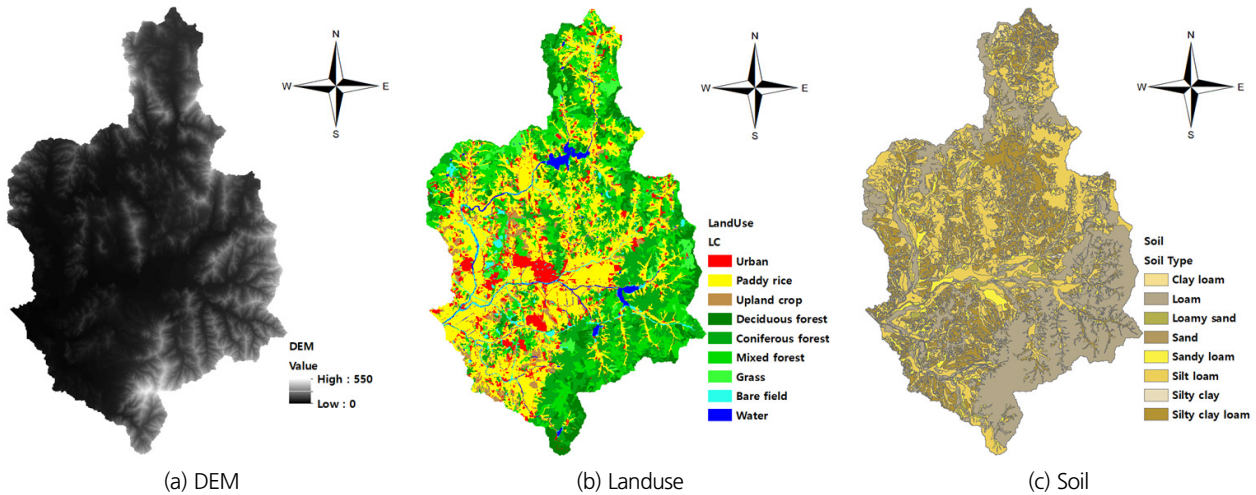 N
W E
S
DEM
Value
High : 550
Low : 0
(a) DEM
N
W E
S
LandUse
LC
Urban
Paddy rice
Upland crop
Deciduous forest
Coniferous forest
Mixed forest
Grass
Bare field
Water
(b) Landuse
N
W E
S
Soil
Soil Type
Clay loam
Loam
Loamy sand
Sand
Sandy loam
Silt loam
Silty clay
Silty clay loam
(c) Soil